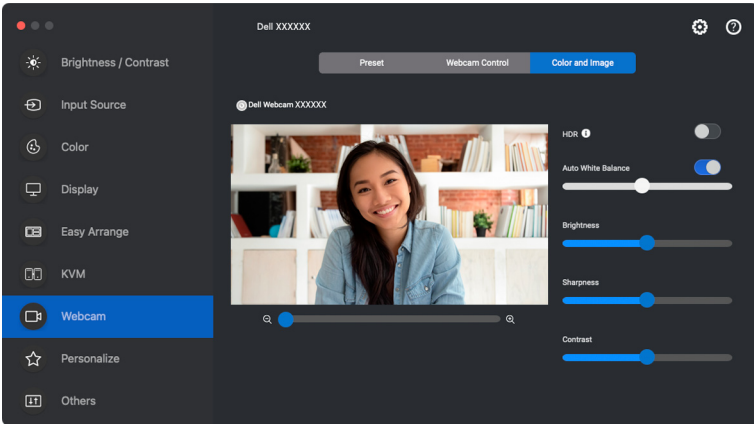 Dell XXXXXX
Brightness / Contrast
Input Source
Color
Display
Easy Arrange
KVM
Webcam
Personalize
Others
Preset Webcam Control Color and Image
Dell Webcam XXXXXX
HDR
Auto White Balance
Brightness
Sharpness
Contrast